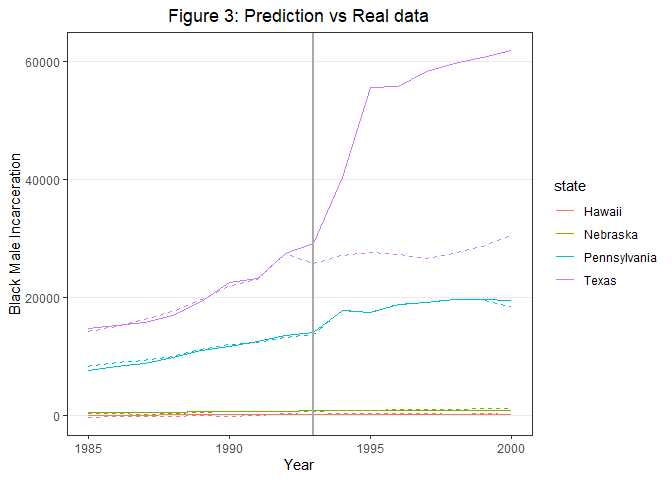 Figure 3: Prediction vs Real data
60000
40000
20000
0
Black Male Incarceration
1985
1990
1995
2000
Year
state
Hawaii
Nebraska
Pennsylvania
Texas